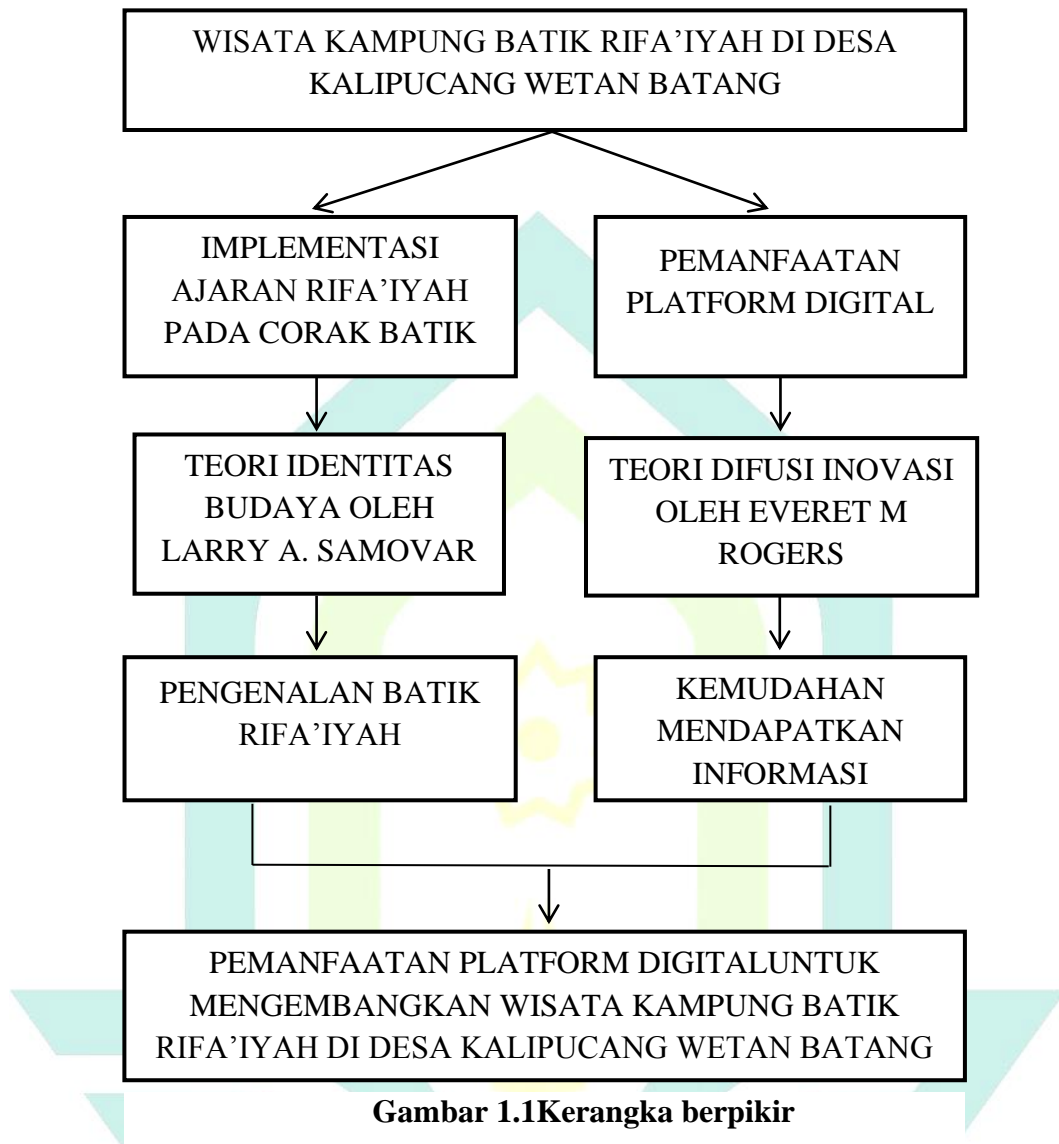 WISATA KAMPUNG BATIK RIFA’IYAH DI DESA
KALIPUCANG WETAN BATANG
IMPLEMENTASI
AJARAN RIFA’IYAH
PADA CORAK BATIK
PEMANFAATAN
PLATFORM DIGITAL
TEORI IDENTITAS
BUDAYA OLEH
LARRY A. SAMOVAR
TEORI DIFUSI INOVASI
OLEH EVERET M
ROGERS
PENGENALAN BATIK
RIFA’IYAH
KEMUDAHAN
MENDAPATKAN
INFORMASI
PEMANFAATAN PLATFORM DIGITALUNTUK
MENGEMBANGKAN WISATA KAMPUNG BATIK
RIFA’IYAH DI DESA KALIPUCANG WETAN BATANG
Gambar 1.1Kerangka berpikir